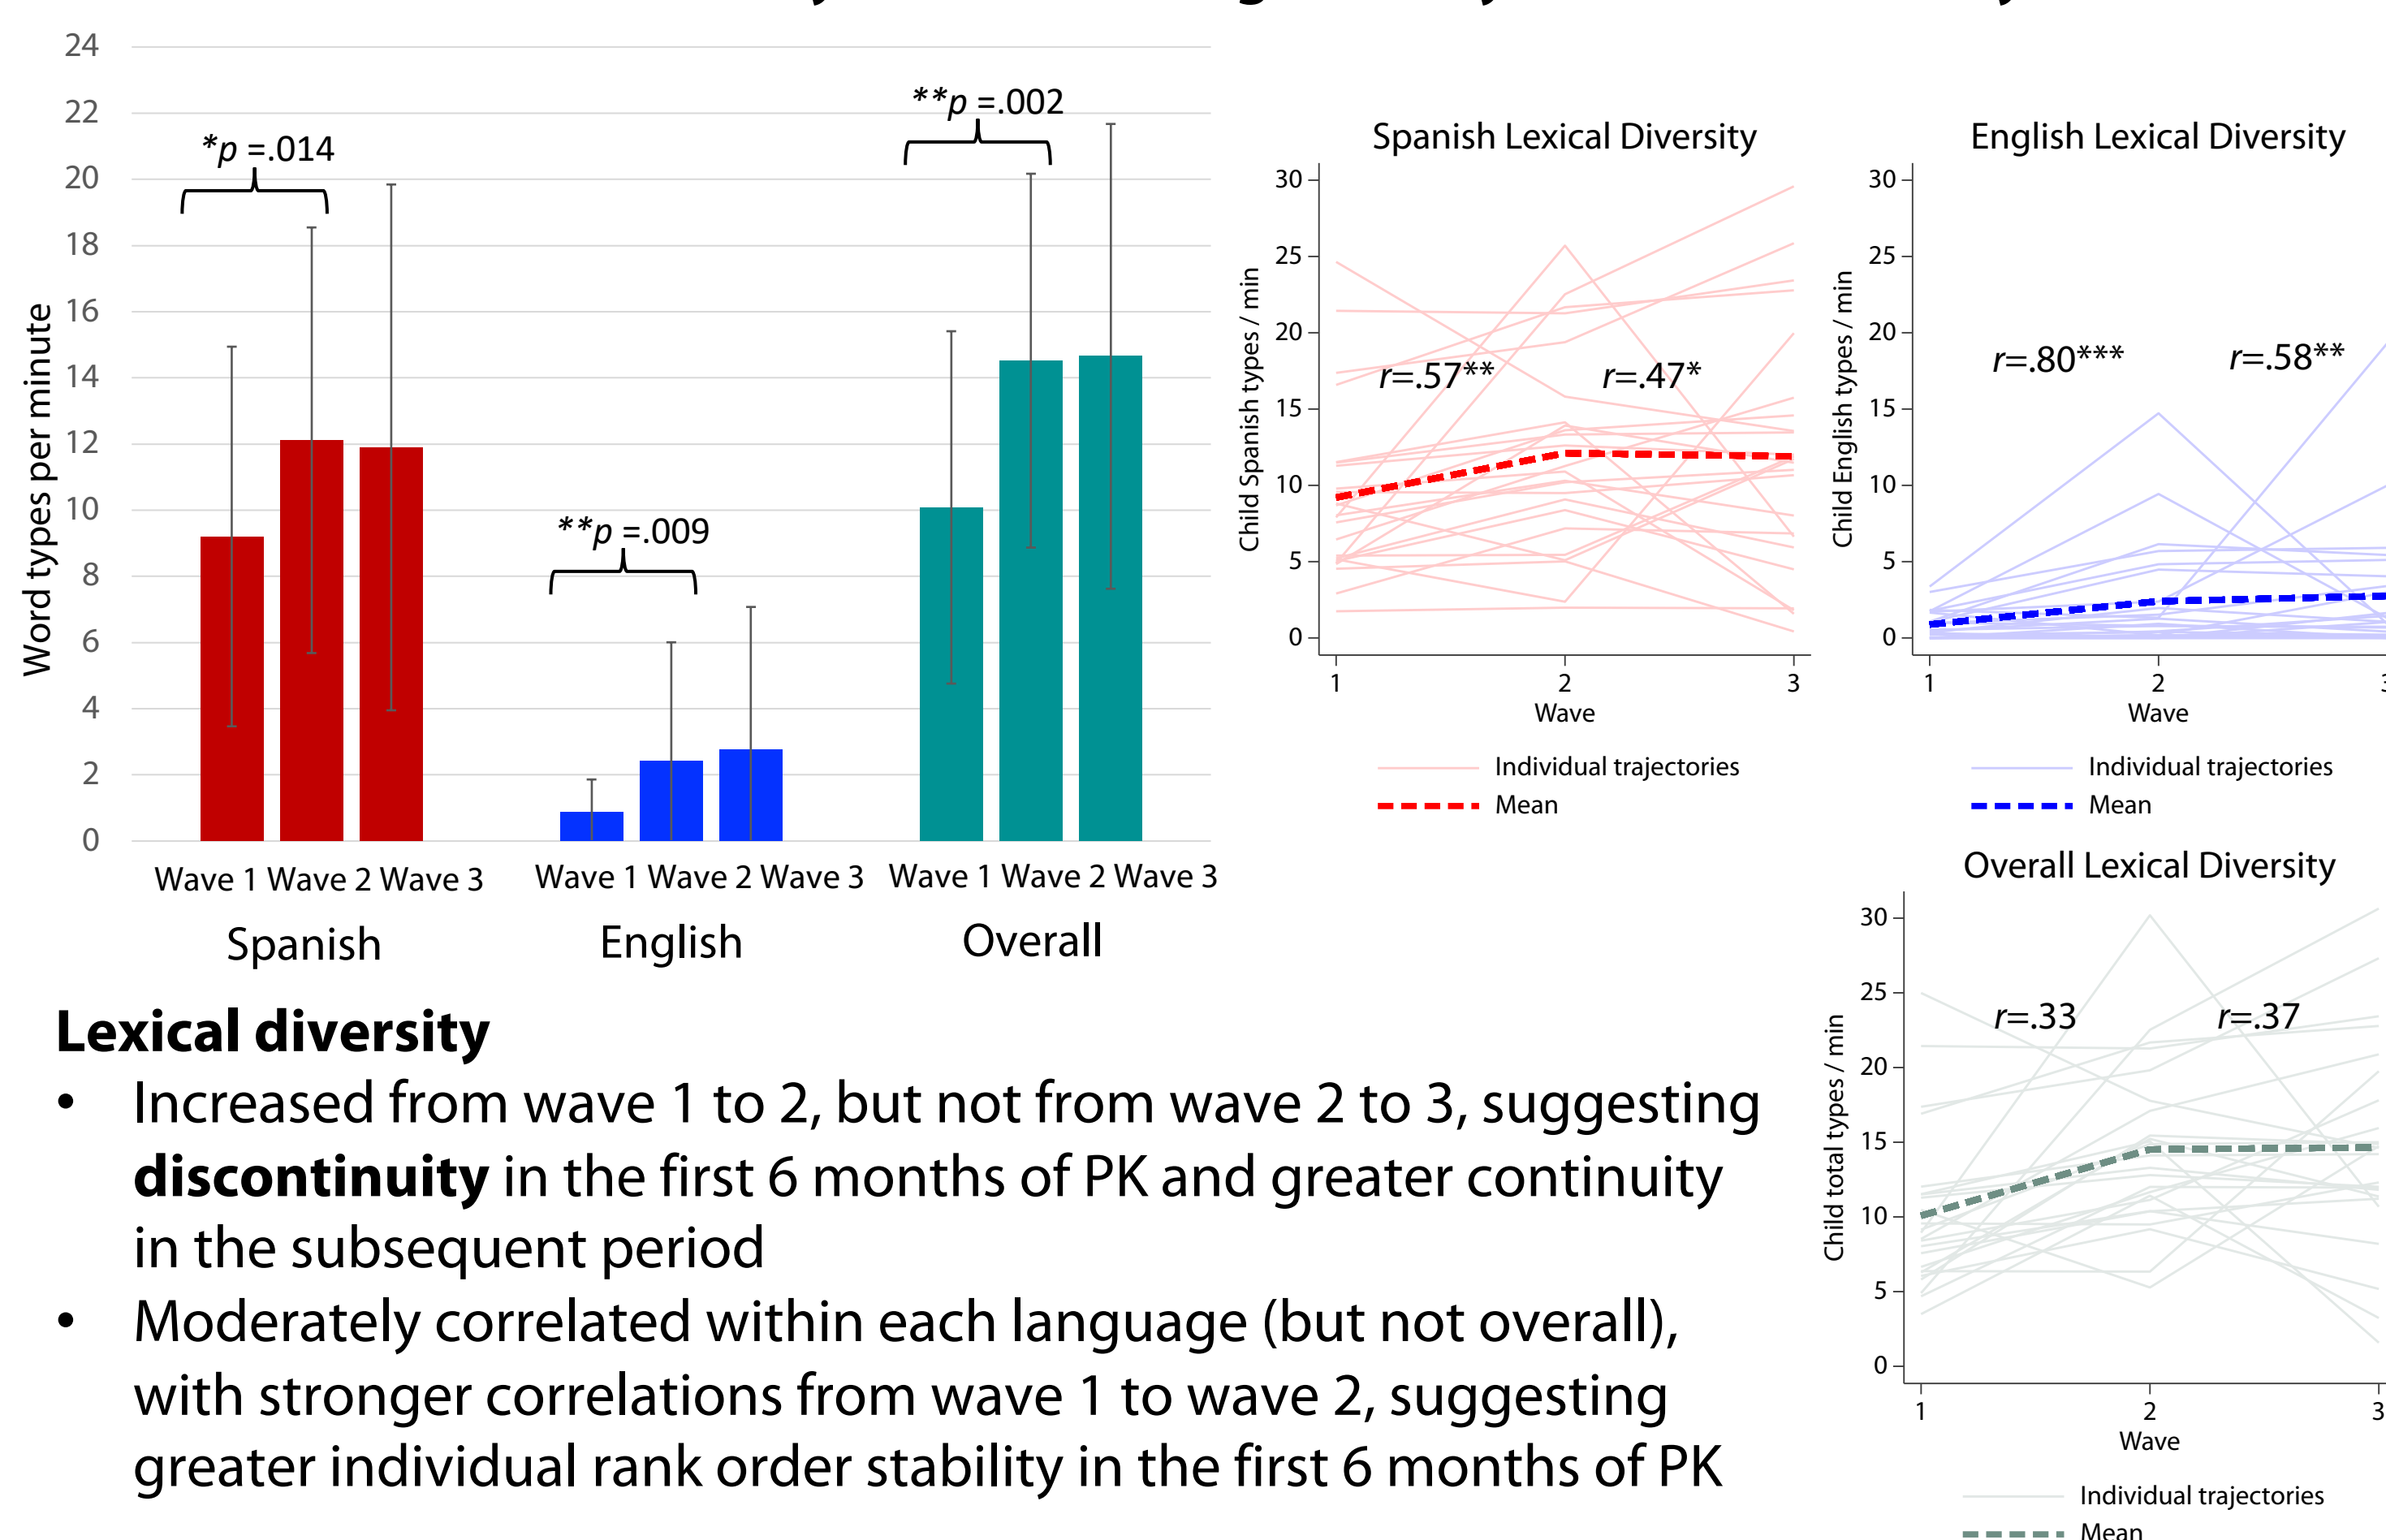 24
22
20
18
16
14
12
10
8
6
4
2
0
Word types per minute
*p =.014
**p =.009
**p =.002
Wave 1 Wave 2 Wave 3
Wave 1 Wave 2 Wave 3
Wave 1 Wave 2 Wave 3
Spanish
English
Overall
Spanish Lexical Diversity
30
25
20
15
10
5
0
Child Spanish types / min
r=.57**
r=.47*
1
2
3
Wave
Individual trajectories
Mean
English Lexical Diversity
30
25
20
15
10
5
0
Child English types / min
r=.80***
r=.58**
1
2
3
Wave
Individual trajectories
Mean
Overall Lexical Diversity
30
25
20
15
10
5
0
Child total types / min
r=.33
r=.37
1
2
3
Wave
Individual trajectories
Mean
Lexical diversity
• Increased from wave 1 to 2, but not from wave 2 to 3, suggesting
discontinuity in the first 6 months of PK and greater continuity
in the subsequent period
• Moderately correlated within each language (but not overall),
with stronger correlations from wave 1 to wave 2, suggesting
greater individual rank order stability in the first 6 months of PK